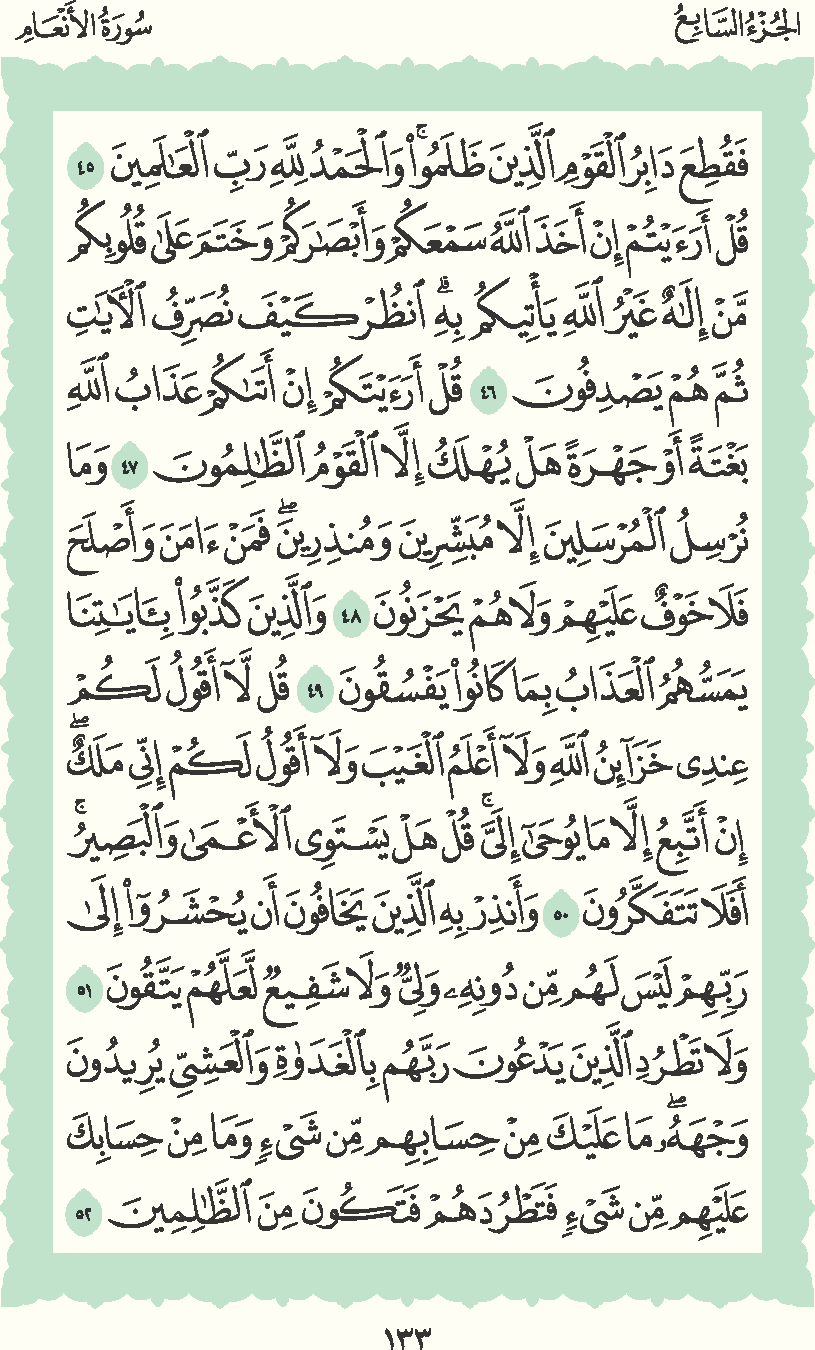 الجُزْءُ السَّابِعُ
سُورَةُ الأَنْعَامِ
فَقُطِعَ دَابِرُ ٱلۡقَوۡمِ ٱلَّذِينَ ظَلَمُواْۚ وَٱلۡحَمۡدُ لِلَّهِ رَبِّ ٱلۡعَٰلَمِينَ ٤٥
قُلۡ أَرَءَيۡتُمۡ إِنۡ أَخَذَ ٱللَّهُ سَمۡعَكُمۡ وَأَبۡصَٰرَكُمۡ وَخَتَمَ عَلَىٰ قُلُوبِكُم
مَّنۡ إِلَٰهٌ غَيۡرُ ٱللَّهِ يَأۡتِيكُم بِهِۗ ٱنظُرۡ كَيۡفَ نُصَرِّفُ ٱلۡأٓيَٰتِ
ثُمَّ هُمۡ يَصۡدِفُونَ ٤٦ قُلۡ أَرَءَيۡتَكُمۡ إِنۡ أَتَىٰكُمۡ عَذَابُ ٱللَّهِ
بَغۡتَةً أَوۡ جَهۡرَةً هَلۡ يُهۡلَكُ إِلَّا ٱلۡقَوۡمُ ٱلظَّٰلِمُونَ ٤٧ وَمَا
نُرۡسِلُ ٱلۡمُرۡسَلِينَ إِلَّا مُبَشِّرِينَ وَمُنذِرِينَۖ فَمَنۡ ءَامَنَ وَأَصۡلَحَ
فَلَا خَوۡفٌ عَلَيۡهِمۡ وَلَا هُمۡ يَحۡزَنُونَ ٤٨ وَٱلَّذِينَ كَذَّبُواْ بِـَٔايَٰتِنَا
يَمَسُّهُمُ ٱلۡعَذَابُ بِمَا كَانُواْ يَفۡسُقُونَ ٤٩ قُل لَّآ أَقُولُ لَكُمۡ
عِندِي خَزَآئِنُ ٱللَّهِ وَلَآ أَعۡلَمُ ٱلۡغَيۡبَ وَلَآ أَقُولُ لَكُمۡ إِنِّي مَلَكٌۖ
إِنۡ أَتَّبِعُ إِلَّا مَا يُوحَىٰٓ إِلَيَّۚ قُلۡ هَلۡ يَسۡتَوِي ٱلۡأَعۡمَىٰ وَٱلۡبَصِيرُۚ
أَفَلَا تَتَفَكَّرُونَ ٥٠ وَأَنذِرۡ بِهِ ٱلَّذِينَ يَخَافُونَ أَن يُحۡشَرُوٓاْ إِلَىٰ
رَبِّهِمۡ لَيۡسَ لَهُم مِّن دُونِهِۦ وَلِيٌّ وَلَا شَفِيعٌ لَّعَلَّهُمۡ يَتَّقُونَ ٥١
وَلَا تَطۡرُدِ ٱلَّذِينَ يَدۡعُونَ رَبَّهُم بِٱلۡغَدَوٰةِ وَٱلۡعَشِيِّ يُرِيدُونَ
وَجۡهَهُۥۖ مَا عَلَيۡكَ مِنۡ حِسَابِهِم مِّن شَيۡءٍ وَمَا مِنۡ حِسَابِكَ
عَلَيۡهِم مِّن شَيۡءٍ فَتَطۡرُدَهُمۡ فَتَكُونَ مِنَ ٱلظَّٰلِمِينَ ٥٢
١٣٣